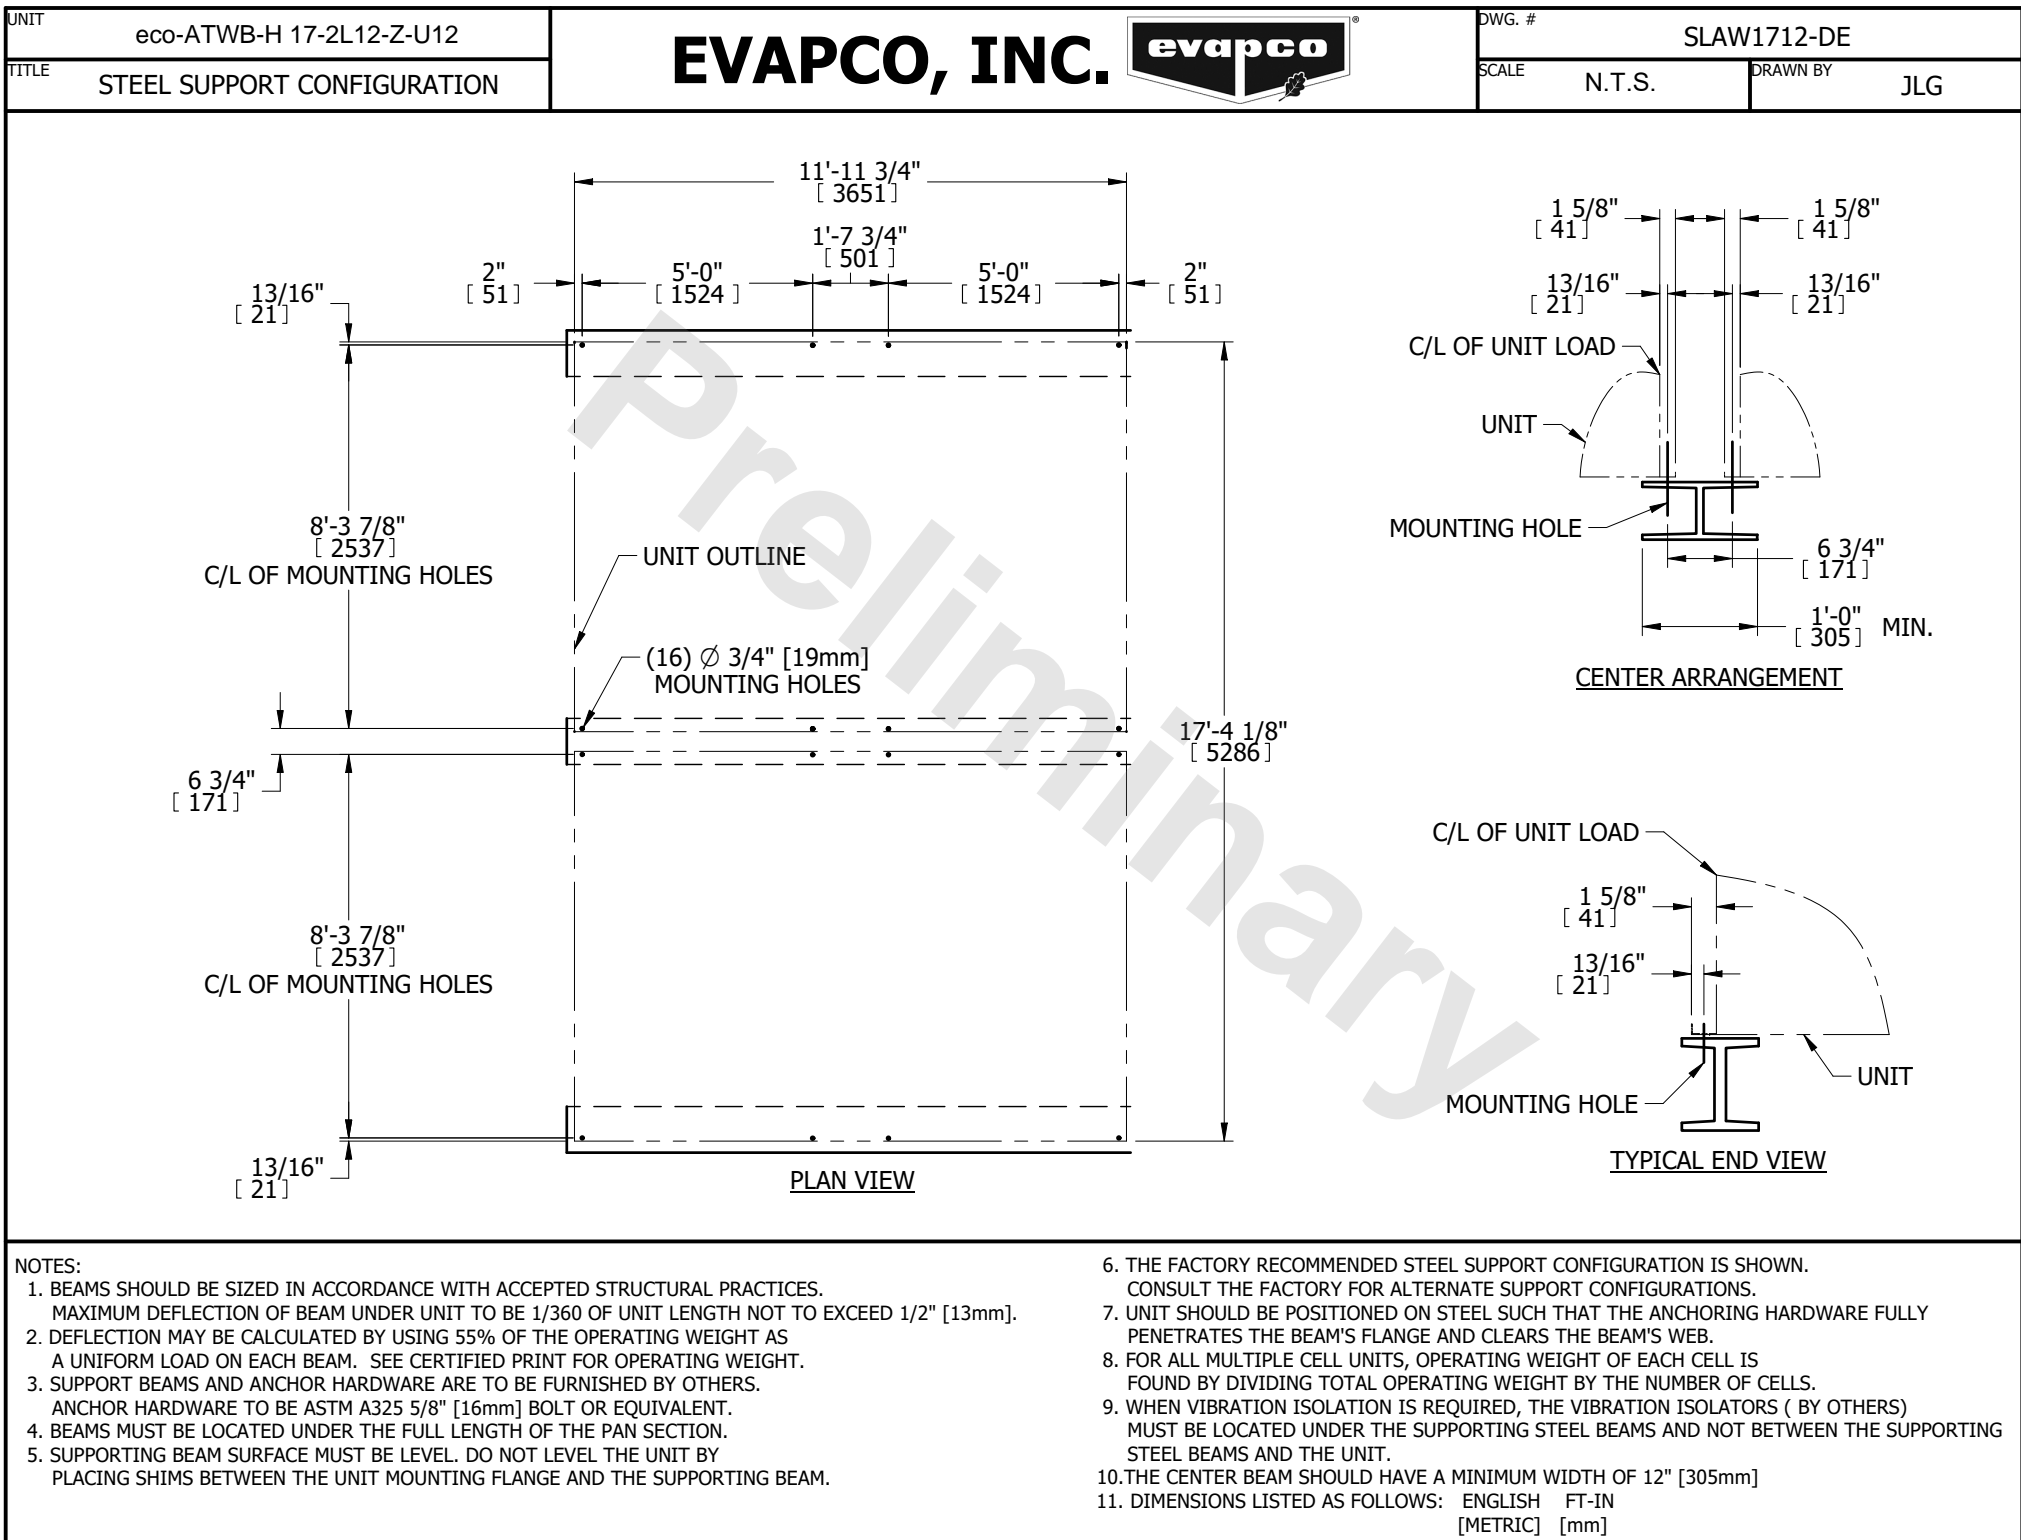 UNIT
eco-ATWB-H 17-2L12-Z-U12
TITLE
STEEL SUPPORT CONFIGURATION
EVAPCO, INC.
evapco
®
DWG. #
SLAW1712-DE
SCALE
N.T.S.
DRAWN BY
JLG
11'-11 3/4"
[ 3651]
1'-7 3/4"
[ 501 ]
2"
[ 51]
5'-0"
[ 1524 ]
5'-0"
[ 1524]
2"
[ 51]
13/16"
[ 21]
8'-3 7/8"
[ 2537]
C/L OF MOUNTING HOLES
UNIT OUTLINE
(16) Ø 3/4" [19mm]
MOUNTING HOLES
6 3/4"
[ 171]
17'-4 1/8"
[ 5286]
8'-3 7/8"
[ 2537]
C/L OF MOUNTING HOLES
13/16"
[ 21]
PLAN VIEW
Preliminary
1 5/8"
[ 41]
1 5/8"
[ 41]
13/16"
[ 21]
13/16"
[ 21]
C/L OF UNIT LOAD
UNIT
MOUNTING HOLE
6 3/4"
[ 171]
1'-0"
[ 305]
MIN.
CENTER ARRANGEMENT
C/L OF UNIT LOAD
1 5/8"
[ 41]
13/16"
[ 21]
UNIT
MOUNTING HOLE
TYPICAL END VIEW
NOTES:
1. BEAMS SHOULD BE SIZED IN ACCORDANCE WITH ACCEPTED STRUCTURAL PRACTICES.
MAXIMUM DEFLECTION OF BEAM UNDER UNIT TO BE 1/360 OF UNIT LENGTH NOT TO EXCEED 1/2" [13mm].
2. DEFLECTION MAY BE CALCULATED BY USING 55% OF THE OPERATING WEIGHT AS
A UNIFORM LOAD ON EACH BEAM. SEE CERTIFIED PRINT FOR OPERATING WEIGHT.
3. SUPPORT BEAMS AND ANCHOR HARDWARE ARE TO BE FURNISHED BY OTHERS.
ANCHOR HARDWARE TO BE ASTM A325 5/8" [16mm] BOLT OR EQUIVALENT.
4. BEAMS MUST BE LOCATED UNDER THE FULL LENGTH OF THE PAN SECTION.
5. SUPPORTING BEAM SURFACE MUST BE LEVEL. DO NOT LEVEL THE UNIT BY
PLACING SHIMS BETWEEN THE UNIT MOUNTING FLANGE AND THE SUPPORTING BEAM.
6. THE FACTORY RECOMMENDED STEEL SUPPORT CONFIGURATION IS SHOWN.
CONSULT THE FACTORY FOR ALTERNATE SUPPORT CONFIGURATIONS.
7. UNIT SHOULD BE POSITIONED ON STEEL SUCH THAT THE ANCHORING HARDWARE FULLY
PENETRATES THE BEAM'S FLANGE AND CLEARS THE BEAM'S WEB.
8. FOR ALL MULTIPLE CELL UNITS, OPERATING WEIGHT OF EACH CELL IS
FOUND BY DIVIDING TOTAL OPERATING WEIGHT BY THE NUMBER OF CELLS.
9. WHEN VIBRATION ISOLATION IS REQUIRED, THE VIBRATION ISOLATORS ( BY OTHERS)
MUST BE LOCATED UNDER THE SUPPORTING STEEL BEAMS AND NOT BETWEEN THE SUPPORTING
STEEL BEAMS AND THE UNIT.
10.THE CENTER BEAM SHOULD HAVE A MINIMUM WIDTH OF 12" [305mm]
11. DIMENSIONS LISTED AS FOLLOWS: ENGLISH FT-IN
[METRIC] [mm]